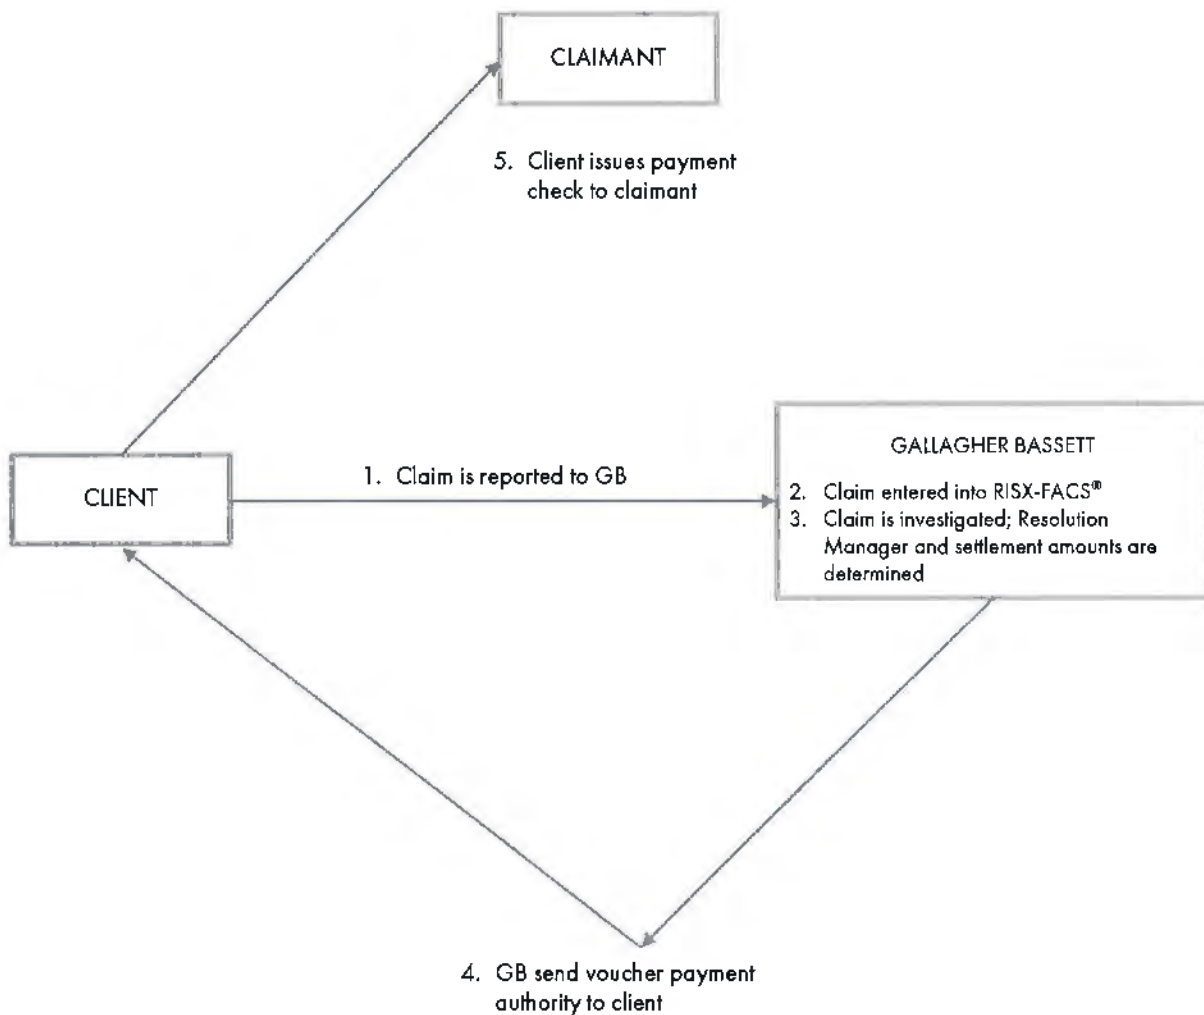 CLAIMANT
5. Client issues payment
check to claimant
CLIENT
1. Claim is reported to GB
GALLAGHER BASSETT
2. Claim entered into RISX-FACS®
3. Claim is investigated; Resolution
Manager and settlement amounts are
determined
4. GB send voucher payment
authority to client